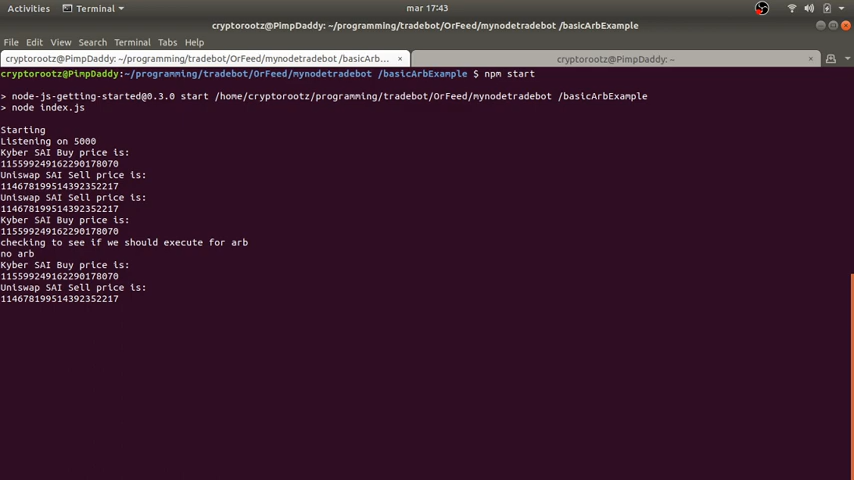 Activities Terminal mar 17:43
cryptorootz@PimpDaddy: ~/programming/tradebot/OrFeed/mynodetradebot /basicArbExample
File Edit View Search Terminal Tabs Help
cryptorootz@PimpDaddy: ~/programming/tradebot/OrFeed/mynodetradebot /basicArbE... × cryptorootz@PimpDaddy: ~ ×
cryptorootz@PimpDaddy:~/programming/tradebot/OrFeed/mynodetradebot /basicArbExample $ npm start
> node-js-getting-started@0.3.0 start /home/cryptorootz/programming/tradebot/OrFeed/mynodetradebot /basicArbExample
> node index.js
Starting
Listening on 5000
Kyber SAI Buy price is:
115599249162290178070
Uniswap SAI Sell price is:
114678199514392352217
Uniswap SAI Sell price is:
114678199514392352217
Kyber SAI Buy price is:
115599249162290178070
checking to see if we should execute for arb
no arb
Kyber SAI Buy price is:
115599249162290178070
Uniswap SAI Sell price is:
114678199514392352217